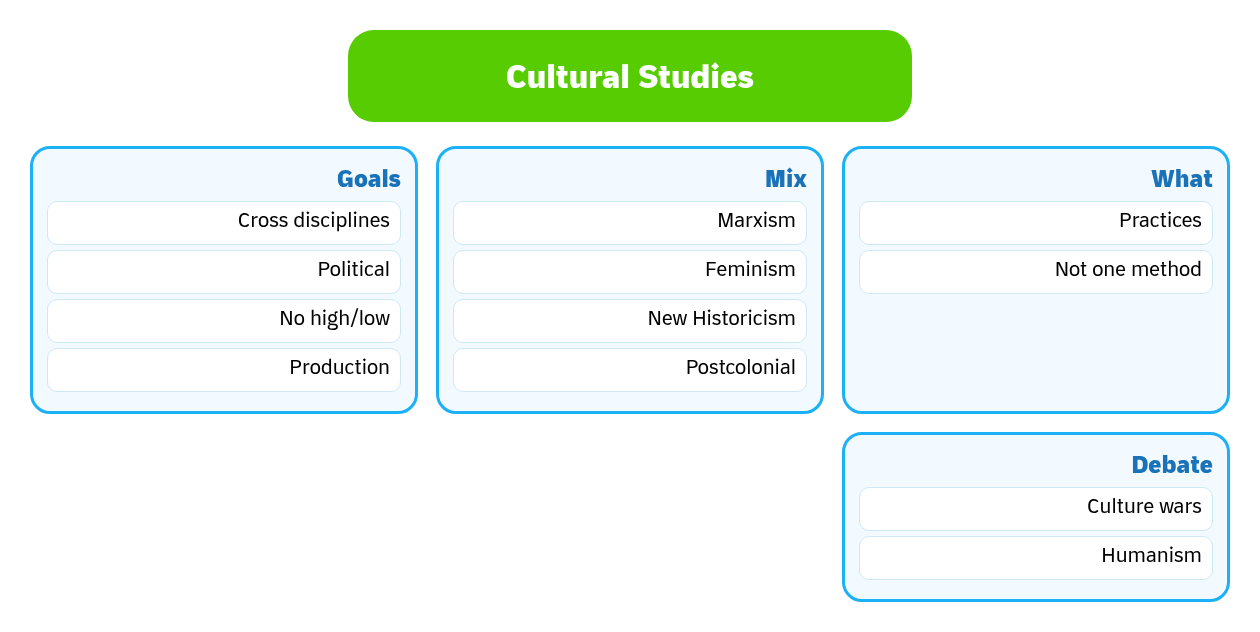 Cultural Studies
What
Practices
Not one method
Mix
Marxism
Feminism
New Historicism
Postcolonial
Goals
Cross disciplines
Political
No high/low
Production
Debate
Culture wars
Humanism